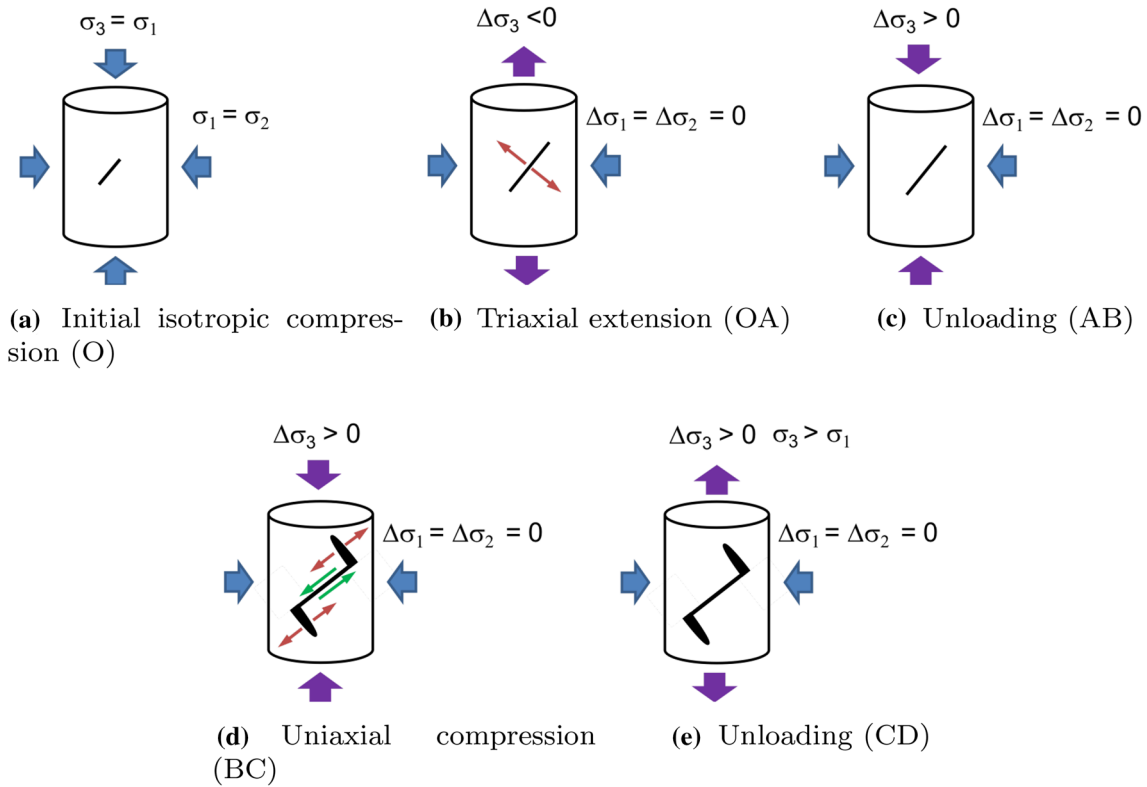 σ3 = σ1
σ1 = σ2
(a) Initial isotropic compres-
sion (O)
Δσ3 <0
Δσ1 = Δσ2 = 0
(b) Triaxial extension (OA)
Δσ3 > 0
Δσ1 = Δσ2 = 0
(c) Unloading (AB)
Δσ3 > 0
Δσ1 = Δσ2 = 0
(d) Uniaxial compression
(BC)
Δσ3 > 0 σ3 > σ1
Δσ1 = Δσ2 = 0
(e) Unloading (CD)